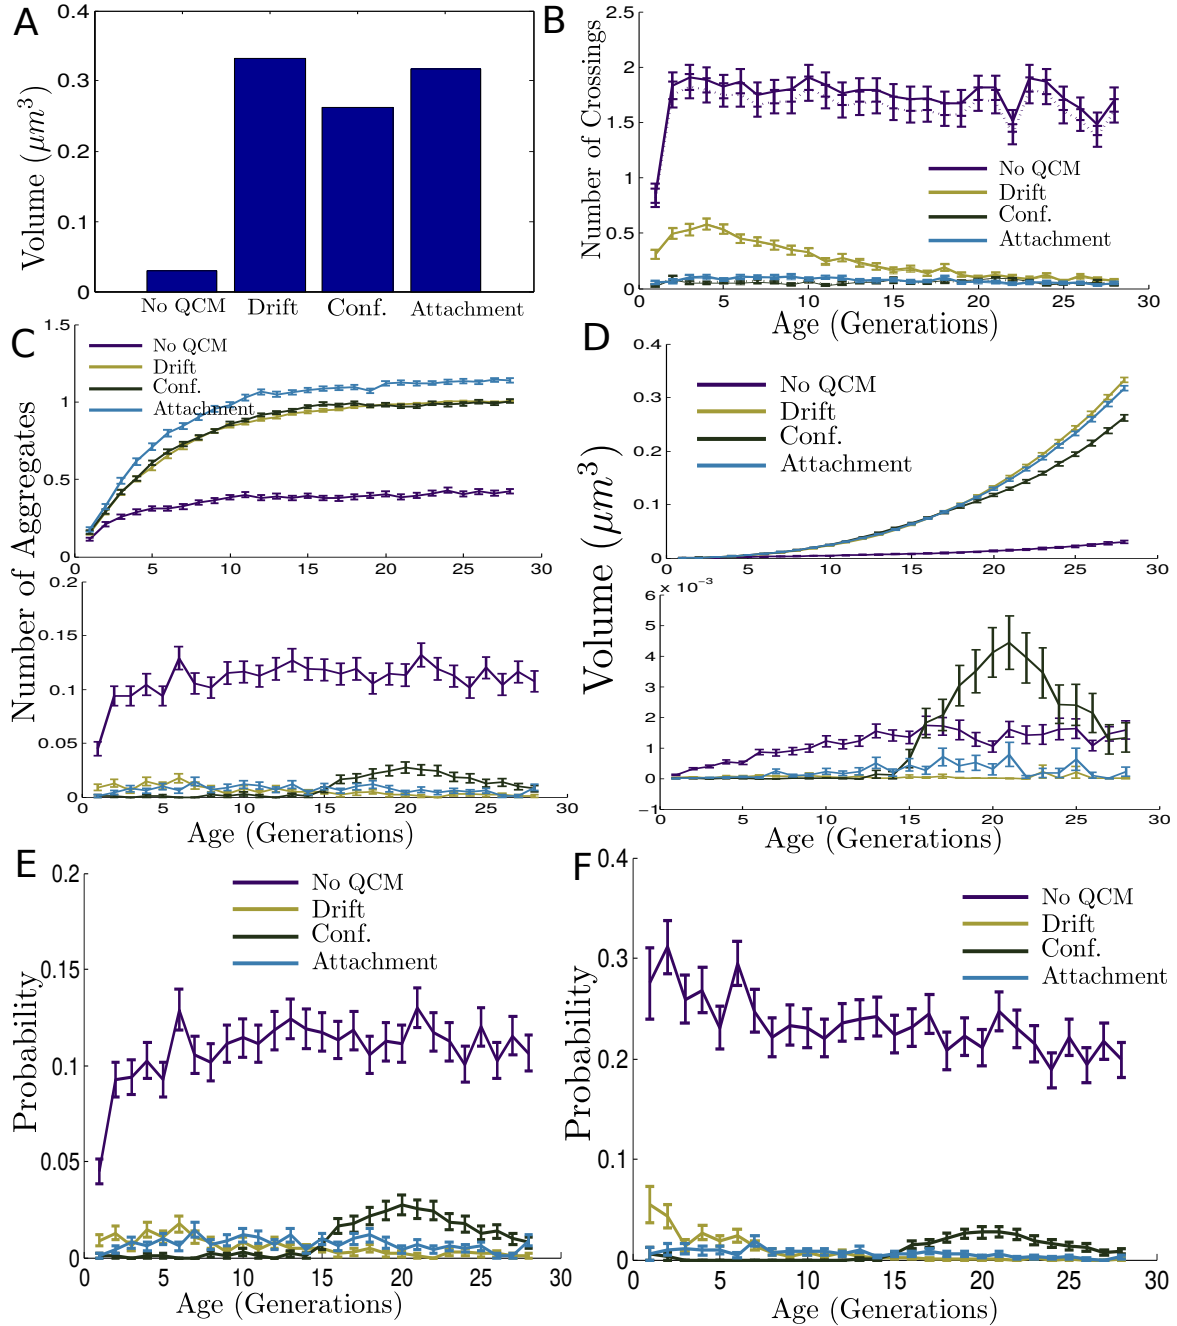 A
Volume (μm³)
0.4
0.3
0.2
0.1
0
No QCM
Drift
Conf.
Attachment
B
Number of Crossings
2.5
2
1.5
1
0.5
0
No QCM
Drift
Conf.
Attachment
0 5 10 15 20 25 30
Age (Generations)
C
Number of Aggregates
1.5
1
0.5
0
No QCM
Drift
Conf.
Attachment
5 10 15 20 25 30
0.2
0.15
0.1
0.05
0
0 5 10 15 20 25 30
Age (Generations)
D
Volume (μm³)
0.4
0.3
0.2
0.1
0
No QCM
Drift
Conf.
Attachment
5 10 15 20 25 30
× 10⁻³
6
5
4
3
2
1
0
−1
0 5 10 15 20 25 30
Age (Generations)
E
Probability
0.2
0.15
0.1
0.05
0
No QCM
Drift
Conf.
Attachment
0 5 10 15 20 25 30
Age (Generations)
F
Probability
0.4
0.3
0.2
0.1
0
No QCM
Drift
Conf.
Attachment
0 5 10 15 20 25 30
Age (Generations)